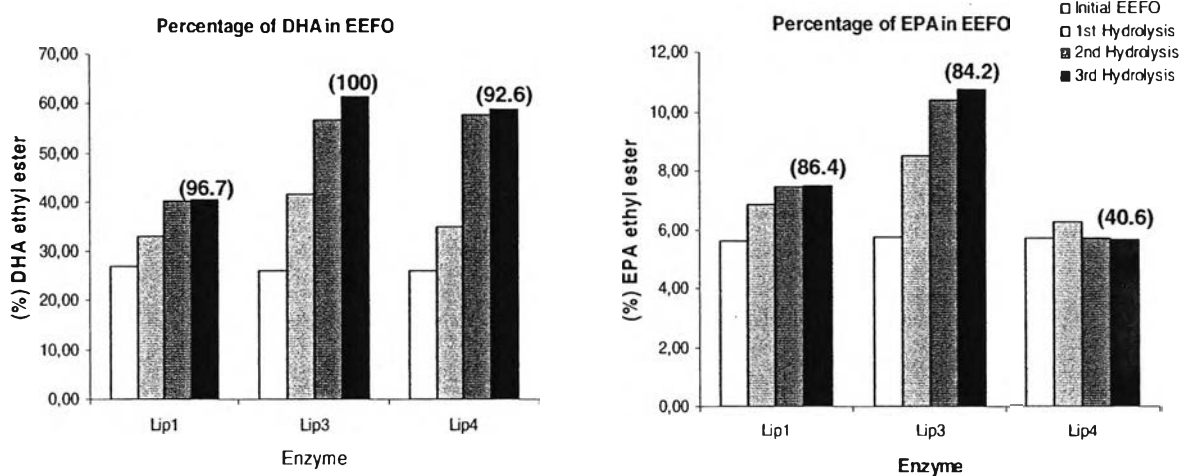 Percentage of DHA in EEFO
(%) DHA ethyl ester
70,00
60,00
50,00
40,00
30,00
20,00
10,00
0,00
(96.7)
(100)
(92.6)
Lip1
Lip3
Lip4
Enzyme
Percentage of EPA in EEFO
(%) EPA ethyl ester
12,00
10,00
8,00
6,00
4,00
2,00
0,00
(86.4)
(84.2)
(40.6)
Lip1
Lip3
Lip4
Enzyme
Initial EEFO
1st Hydrolysis
2nd Hydrolysis
3rd Hydrolysis